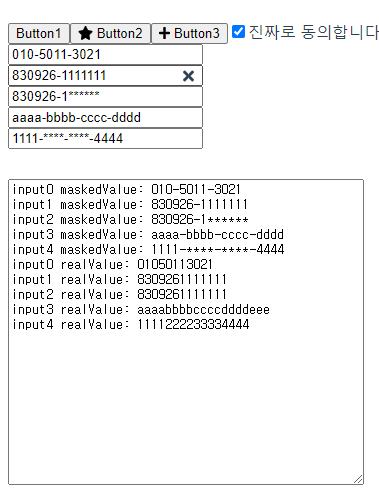 Button1 Button2 Button3 진짜로 동의합니다
010-5011-3021
830926-1111111
830926-1******
aaaa-bbbb-cccc-dddd
1111-****-****-4444
input0 maskedValue: 010-5011-3021
input1 maskedValue: 830926-1111111
input2 maskedValue: 830926-1******
input3 maskedValue: aaaa-bbbb-cccc-dddd
input4 maskedValue: 1111-****-****-4444
input0 realValue: 01050113021
input1 realValue: 8309261111111
input2 realValue: 8309261111111
input3 realValue: aaaabbbbccccddddeee
input4 realValue: 1111222233334444